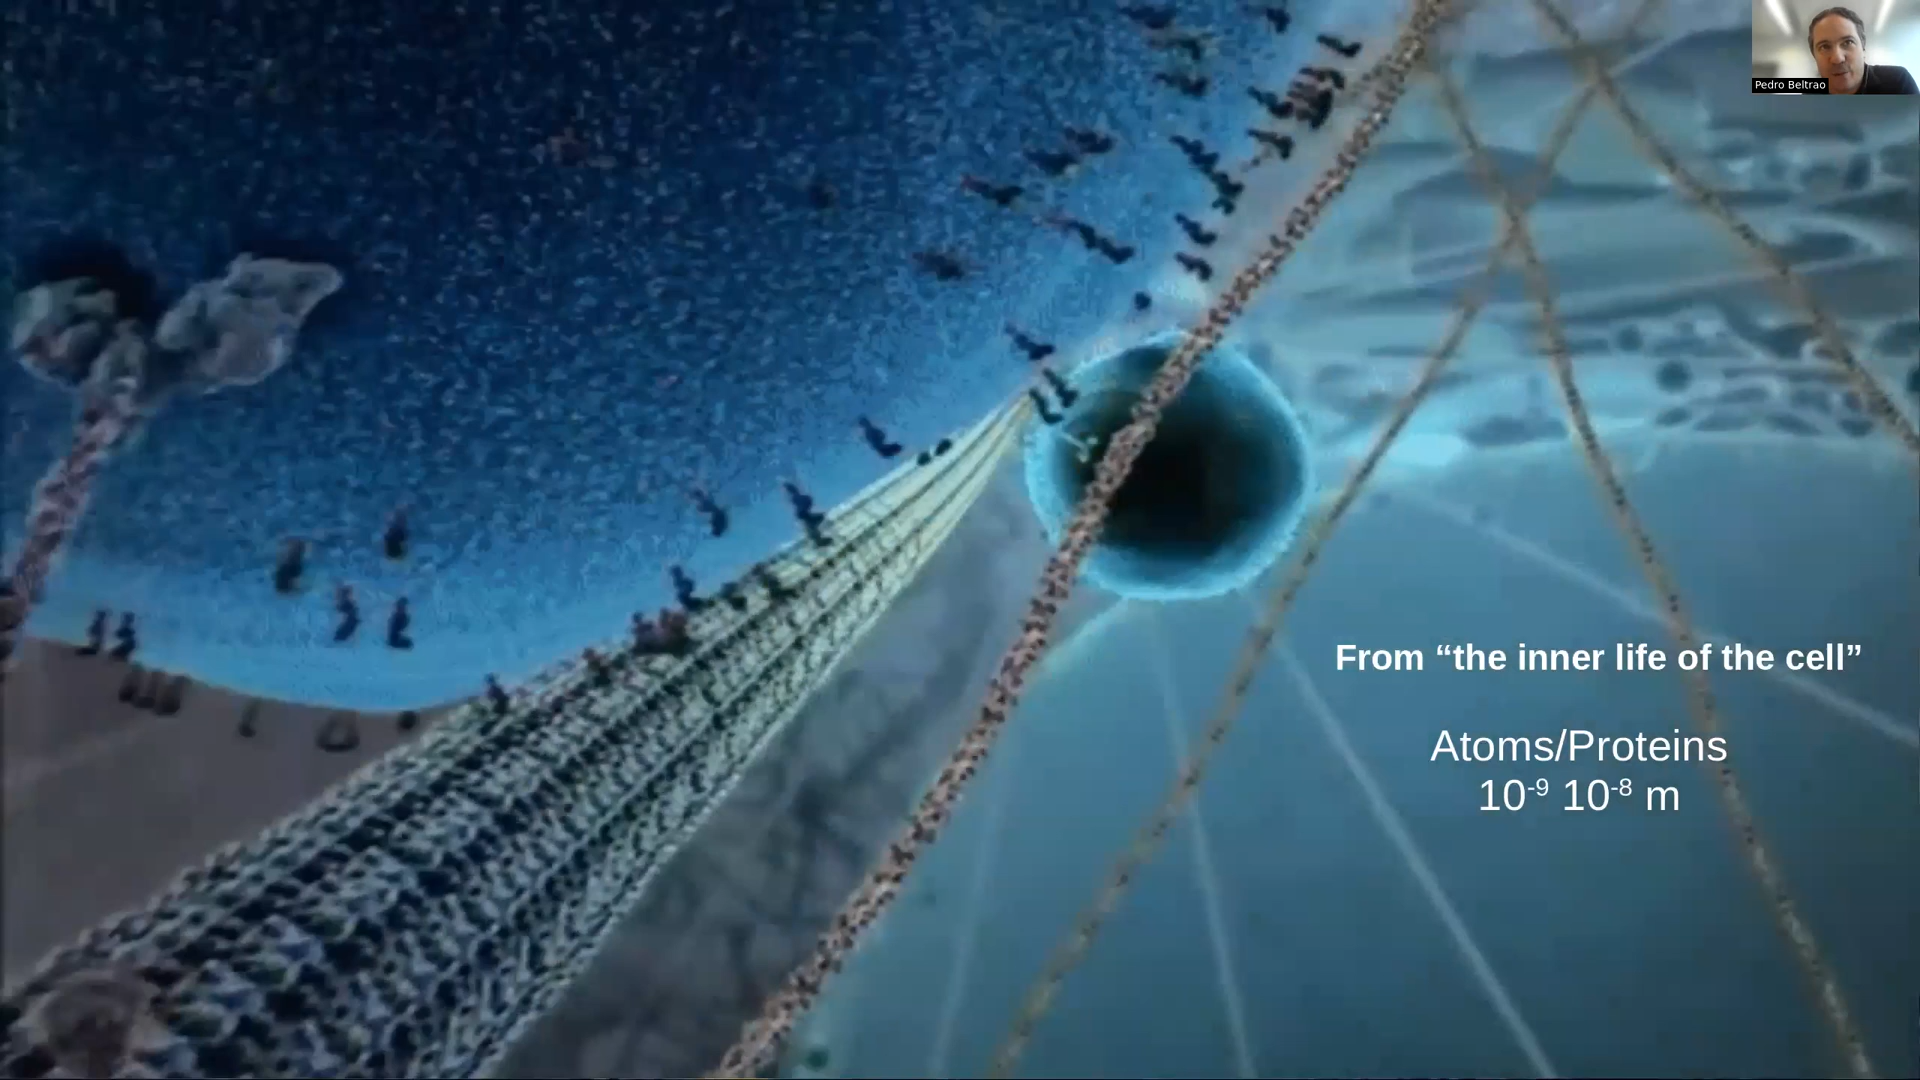 Pedro Beltrao
From “the inner life of the cell”
Atoms/Proteins
10⁻⁹ 10⁻⁸ m